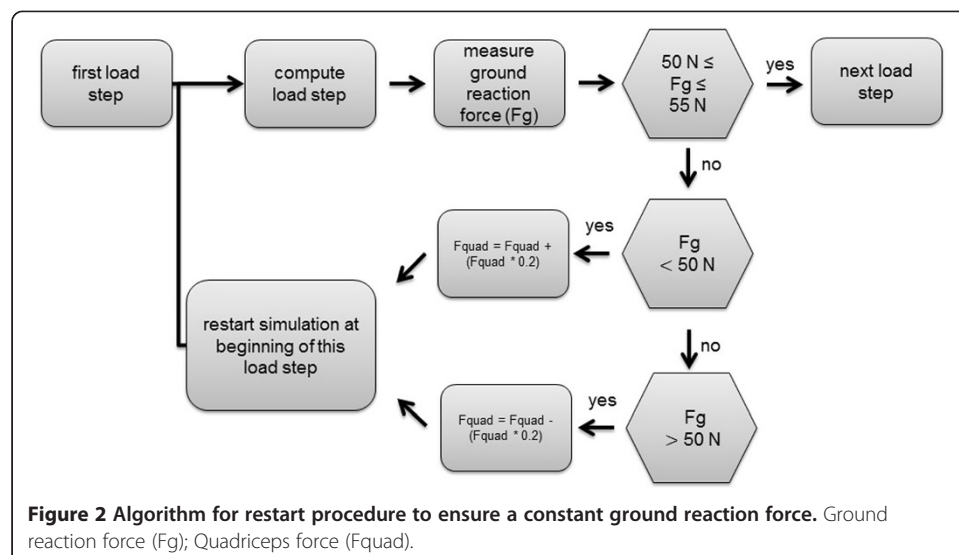 first load
step
compute
load step
measure
ground
reaction
force (Fg)
50 N ≤
Fg ≤
55 N
yes
next load
step
no
Fg
< 50 N
yes
Fquad = Fquad +
(Fquad * 0.2)
restart simulation at
beginning of this
load step
no
Fg
> 50 N
yes
Fquad = Fquad -
(Fquad * 0.2)
Figure 2 Algorithm for restart procedure to ensure a constant ground reaction force. Ground
reaction force (Fg); Quadriceps force (Fquad).